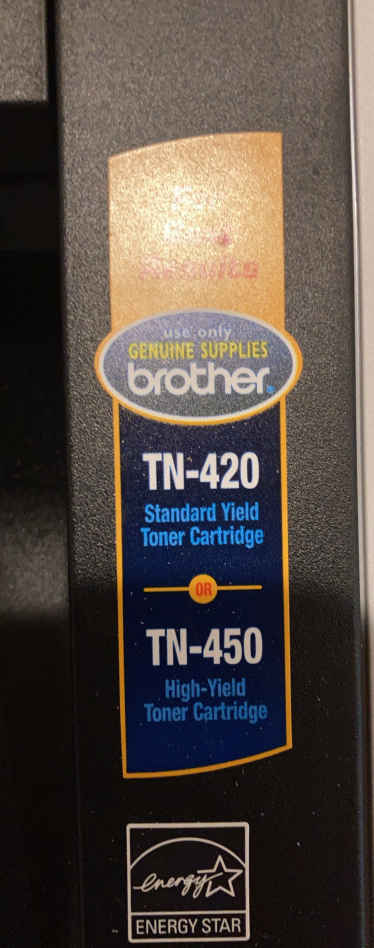 use only
GENUINE SUPPLIES
brother
TN-420
Standard Yield
Toner Cartridge
OR
TN-450
High-Yield
Toner Cartridge
energy
ENERGY STAR